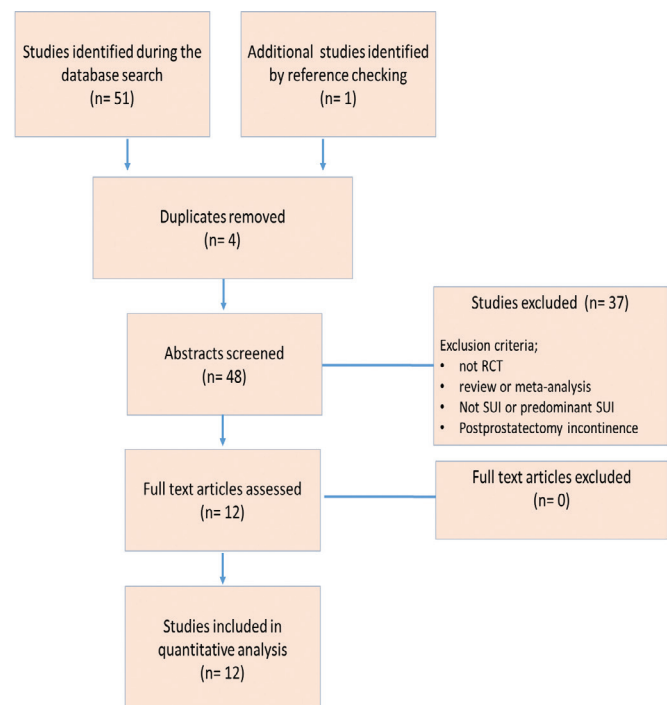 Studies identified during the
database search
(n= 51)
Additional  studies identified
by reference checking
(n= 1)
Duplicates removed
(n= 4)
Abstracts screened
(n= 48)
Studies excluded  (n= 37)
Exclusion criteria;
• not RCT
• review or meta-analysis
• Not SUI or predominant SUI
• Postprostatectomy incontinence
Full text articles assessed
(n= 12)
Full text articles excluded
(n= 0)
Studies included in
quantitative analysis
(n= 12)